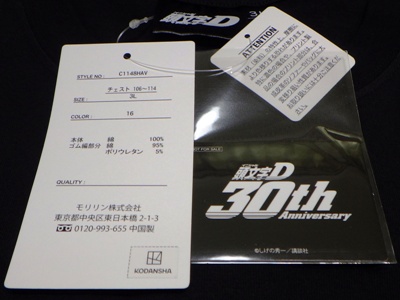 STYLE NO. C1148HAV
チェスト 106～114
SIZE: 3L
COLOR: 16
本体 綿 100%
ゴム編部分 綿 95%
ポリウレタン 5%
QUALITY:
モリリン株式会社
東京都中央区東日本橋 2-1-3
0120-993-655 中国製
KODANSHA
頭文字D
ATTENTION
NOT FOR SALE
頭文字D
30th
Anniversary
©しげの秀一／講談社